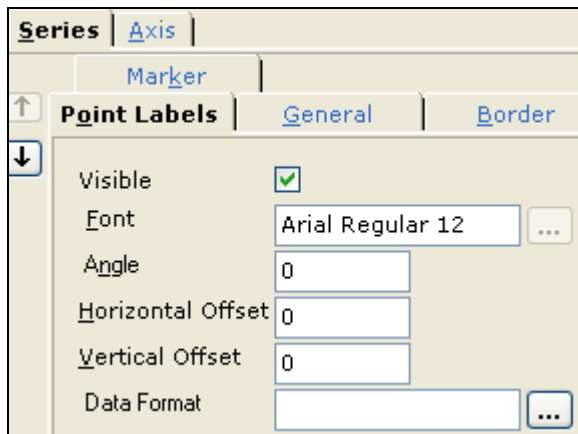 Series Axis
Marker
Point Labels General Border
Visible
Font Arial Regular 12 ...
Angle 0
Horizontal Offset 0
Vertical Offset 0
Data Format ...